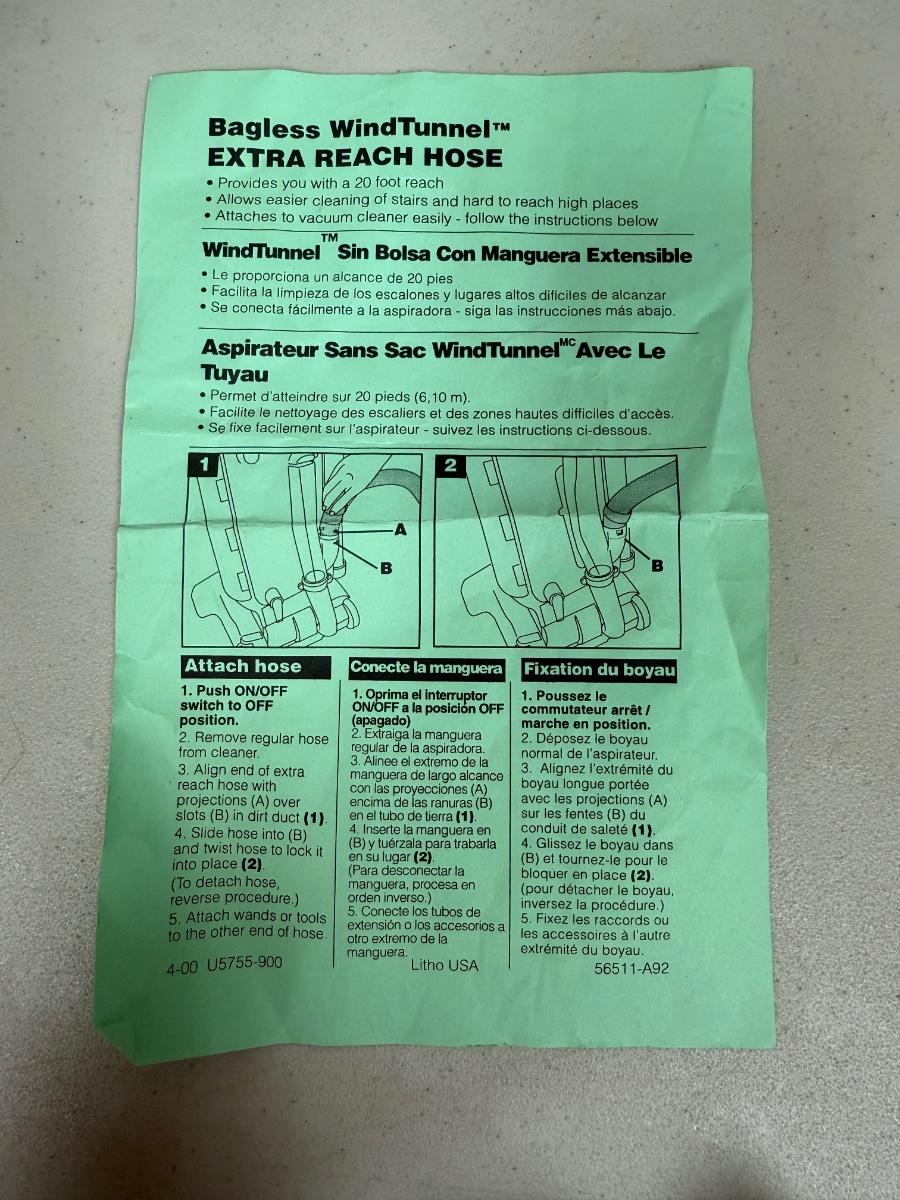 Bagless WindTunnel™
EXTRA REACH HOSE
• Provides you with a 20 foot reach
• Allows easier cleaning of stairs and hard to reach high places
• Attaches to vacuum cleaner easily - follow the instructions below
WindTunnel™ Sin Bolsa Con Manguera Extensible
• Le proporciona un alcance de 20 pies
• Facilita la limpieza de los escalones y lugares altos difíciles de alcanzar
• Se conecta fácilmente a la aspiradora - siga las instrucciones más abajo.
Aspirateur Sans Sac WindTunnelMC Avec Le
Tuyau
• Permet d'atteindre sur 20 pieds (6,10 m).
• Facilite le nettoyage des escaliers et des zones hautes difficiles d'accès.
• Se fixe facilement sur l'aspirateur - suivez les instructions ci-dessous.
1
A
B
2
B
Attach hose
1. Push ON/OFF
switch to OFF
position.
2. Remove regular hose
from cleaner.
3. Align end of extra
reach hose with
projections (A) over
slots (B) in dirt duct (1).
4. Slide hose into (B)
and twist hose to lock it
into place (2).
(To detach hose,
reverse procedure.)
5. Attach wands or tools
to the other end of hose.
Conecte la manguera
1. Oprima el interruptor
ON/OFF a la posición OFF
(apagado)
2. Extraiga la manguera
regular de la aspiradora.
3. Alinee el extremo de la
manguera de largo alcance
con las proyecciones (A)
encima de las ranuras (B)
en el tubo de tierra (1).
4. Inserte la manguera en
(B) y tuérzala para trabarla
en su lugar (2).
(Para desconectar la
manguera, procesa en
orden inverso.)
5. Conecte los tubos de
extensión o los accesorios a
otro extremo de la
manguera.
Fixation du boyau
1. Poussez le
commutateur arrêt /
marche en position.
2. Déposez le boyau
normal de l'aspirateur.
3. Alignez l'extrémité du
boyau longue portée
avec les projections (A)
sur les fentes (B) du
conduit de saleté (1).
4. Glissez le boyau dans
(B) et tournez-le pour le
bloquer en place (2).
(pour détacher le boyau,
inversez la procédure.)
5. Fixez les raccords ou
les accessoires à l'autre
extrémité du boyau.
4-00 U5755-900
Litho USA
56511-A92